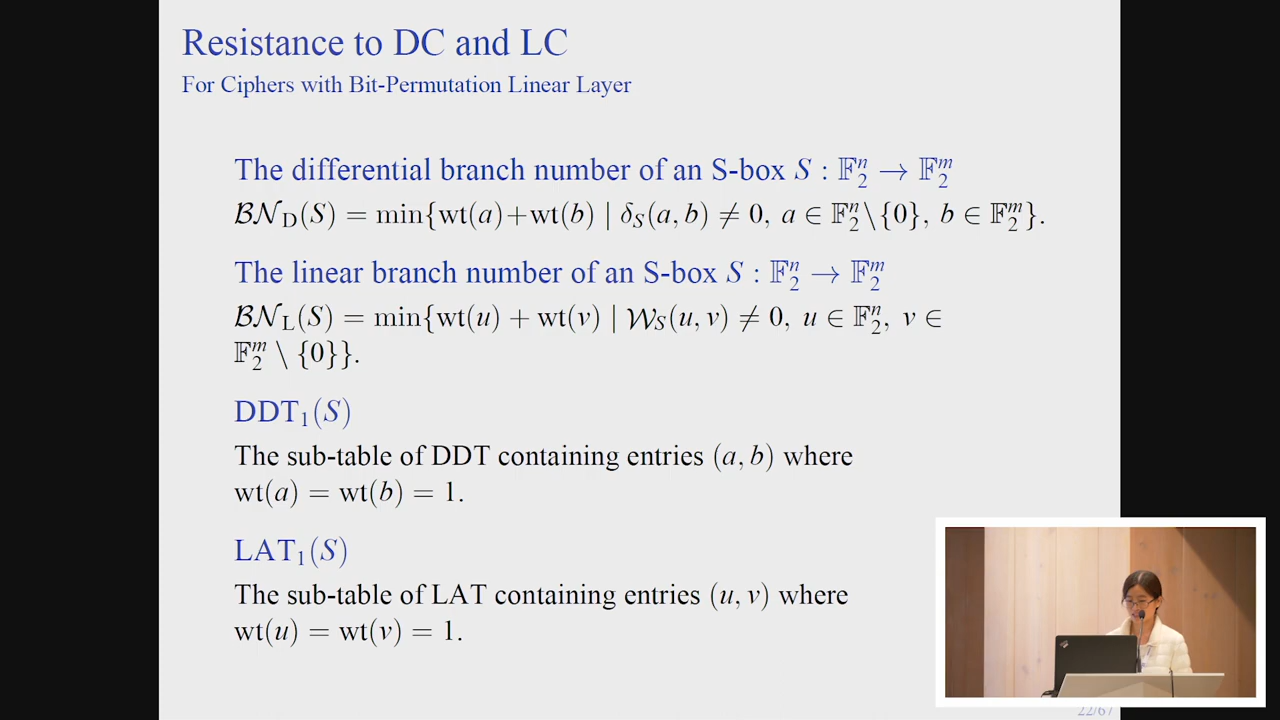 Resistance to DC and LC
For Ciphers with Bit-Permutation Linear Layer
The differential branch number of an S-box S : 𝔽₂ⁿ → 𝔽₂ᵐ
ℬ𝒩_D(S) = min{wt(a)+wt(b) | δ_S(a, b) ≠ 0, a ∈ 𝔽₂ⁿ\{0}, b ∈ 𝔽₂ᵐ}.
The linear branch number of an S-box S : 𝔽₂ⁿ → 𝔽₂ᵐ
ℬ𝒩_L(S) = min{wt(u) + wt(v) | 𝒲_S(u, v) ≠ 0, u ∈ 𝔽₂ⁿ, v ∈
𝔽₂ᵐ \ {0}}.
DDT₁(S)
The sub-table of DDT containing entries (a, b) where
wt(a) = wt(b) = 1.
LAT₁(S)
The sub-table of LAT containing entries (u, v) where
wt(u) = wt(v) = 1.
22/67